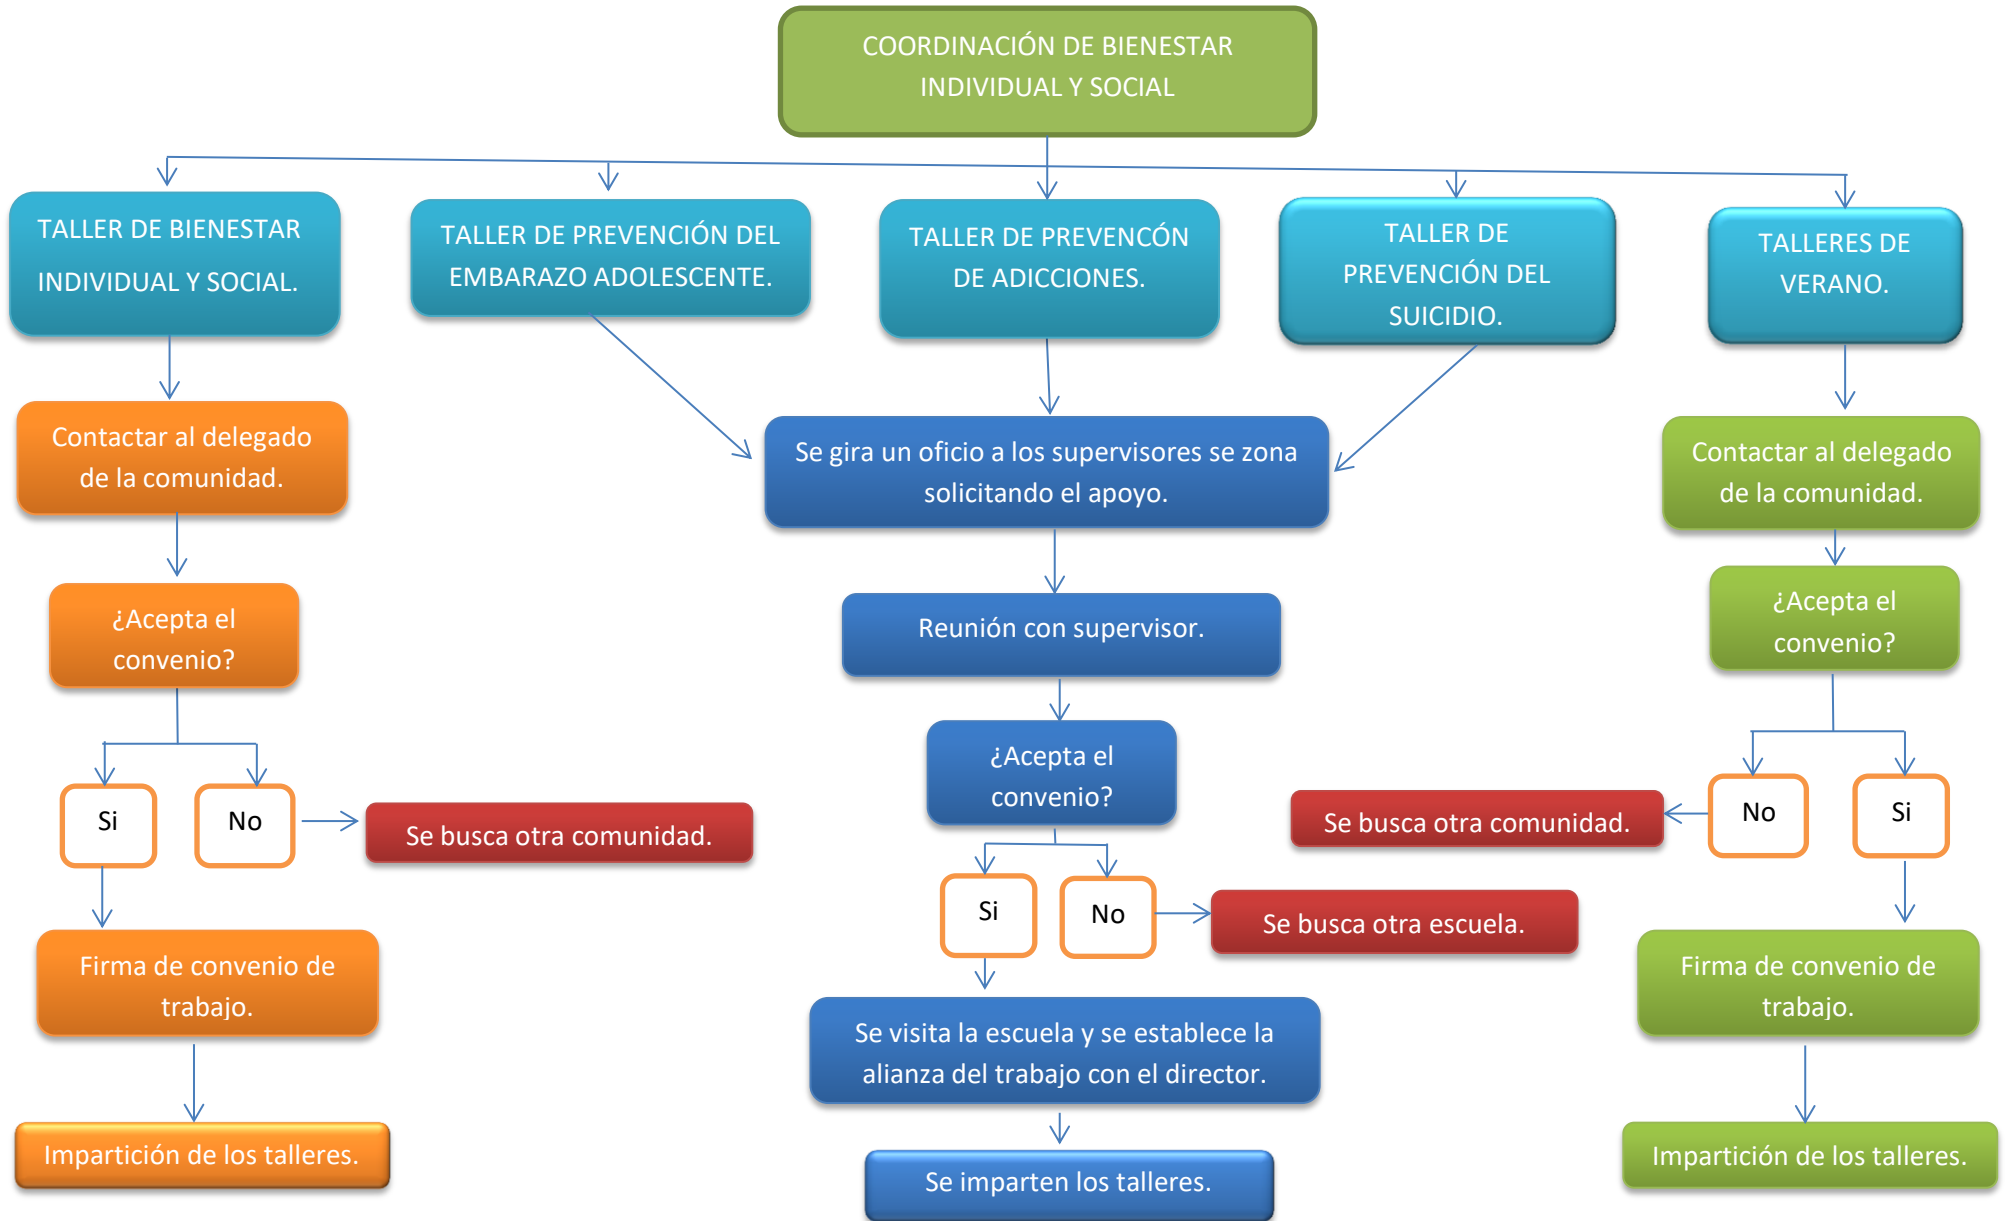 COORDINACIÓN DE BIENESTAR
INDIVIDUAL Y SOCIAL
TALLER DE BIENESTAR
INDIVIDUAL Y SOCIAL.
TALLER DE PREVENCIÓN DEL
EMBARAZO ADOLESCENTE.
TALLER DE PREVENCÓN
DE ADICCIONES.
TALLER DE
PREVENCIÓN DEL
SUICIDIO.
TALLERES DE
VERANO.
Contactar al delegado
de la comunidad.
Se gira un oficio a los supervisores se zona
solicitando el apoyo.
Contactar al delegado
de la comunidad.
¿Acepta el
convenio?
Reunión con supervisor.
¿Acepta el
convenio?
¿Acepta el
convenio?
Si
No
Se busca otra comunidad.
Se busca otra comunidad.
No
Si
Si
No
Se busca otra escuela.
Firma de convenio de
trabajo.
Se visita la escuela y se establece la
alianza del trabajo con el director.
Firma de convenio de
trabajo.
Impartición de los talleres.
Se imparten los talleres.
Impartición de los talleres.